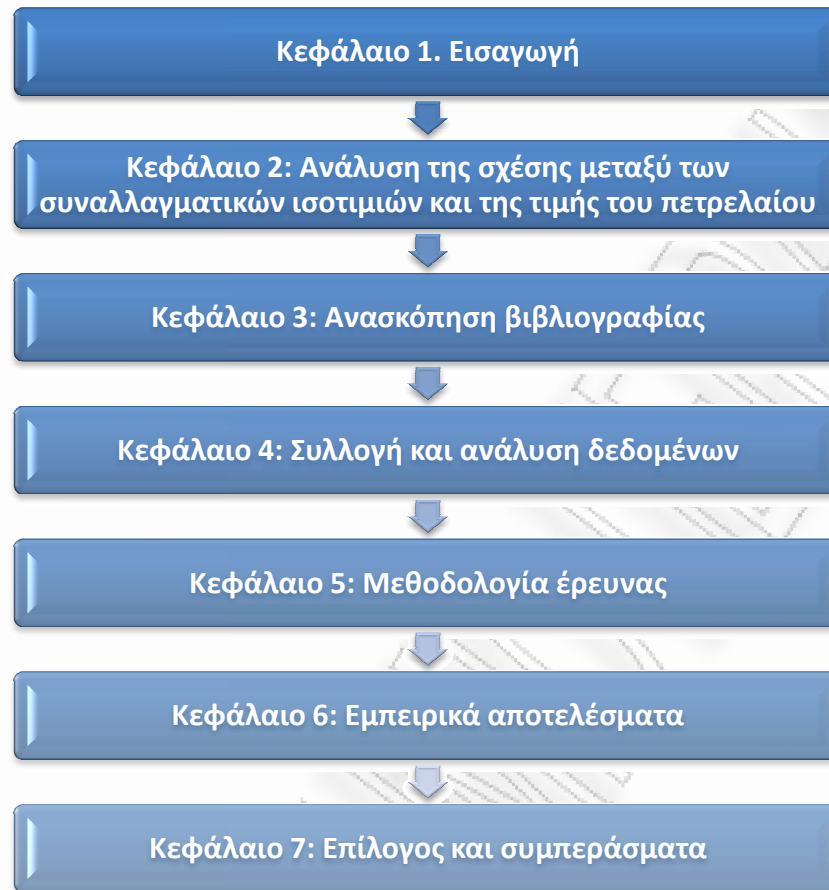 Κεφάλαιο 1. Εισαγωγή
Κεφάλαιο 2: Ανάλυση της σχέσης μεταξύ των
συναλλαγματικών ισοτιμιών και της τιμής του πετρελαίου
Κεφάλαιο 3: Ανασκόπηση βιβλιογραφίας
Κεφάλαιο 4: Συλλογή και ανάλυση δεδομένων
Κεφάλαιο 5: Μεθοδολογία έρευνας
Κεφάλαιο 6: Εμπειρικά αποτελέσματα
Κεφάλαιο 7: Επίλογος και συμπεράσματα